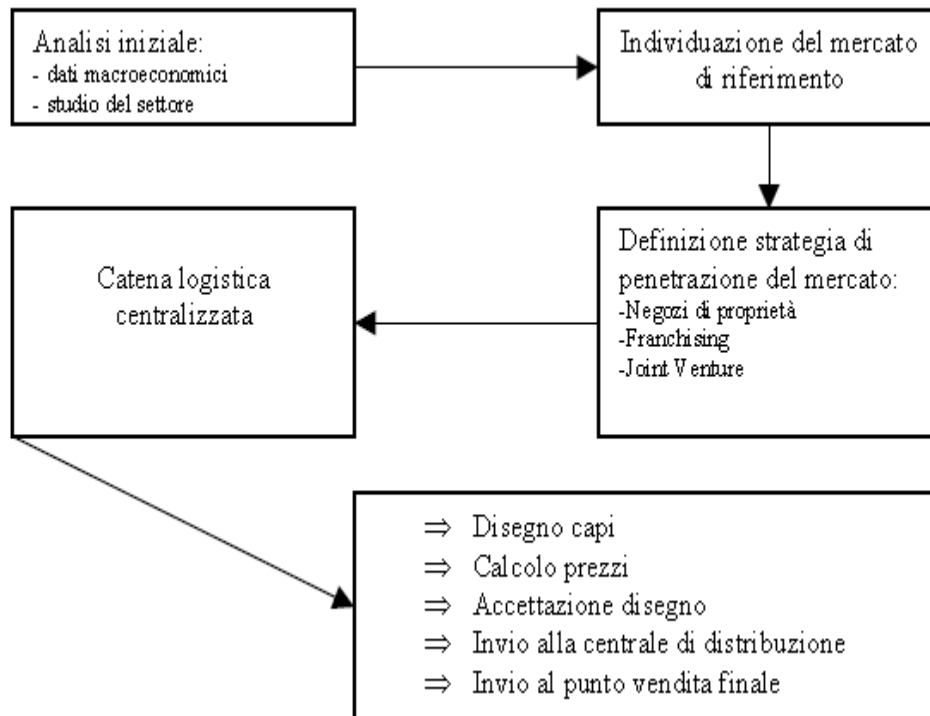 Analisi iniziale:
- dati macroeconomici
- studio del settore
Individuazione del mercato
di riferimento
Definizione strategia di
penetrazione del mercato:
-Negozi di proprietà
-Franchising
-Joint Venture
Catena logistica
centralizzata
⇒ Disegno capi
⇒ Calcolo prezzi
⇒ Accettazione disegno
⇒ Invio alla centrale di distribuzione
⇒ Invio al punto vendita finale